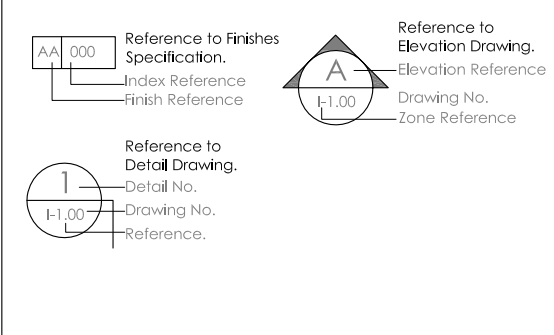 AA 000
Reference to Finishes
Specification.
Index Reference
Finish Reference
Reference to
Elevation Drawing.
A
Elevation Reference
I-1.00
Drawing No.
Zone Reference
Reference to
Detail Drawing.
1
Detail No.
I-1.00
Drawing No.
Reference.